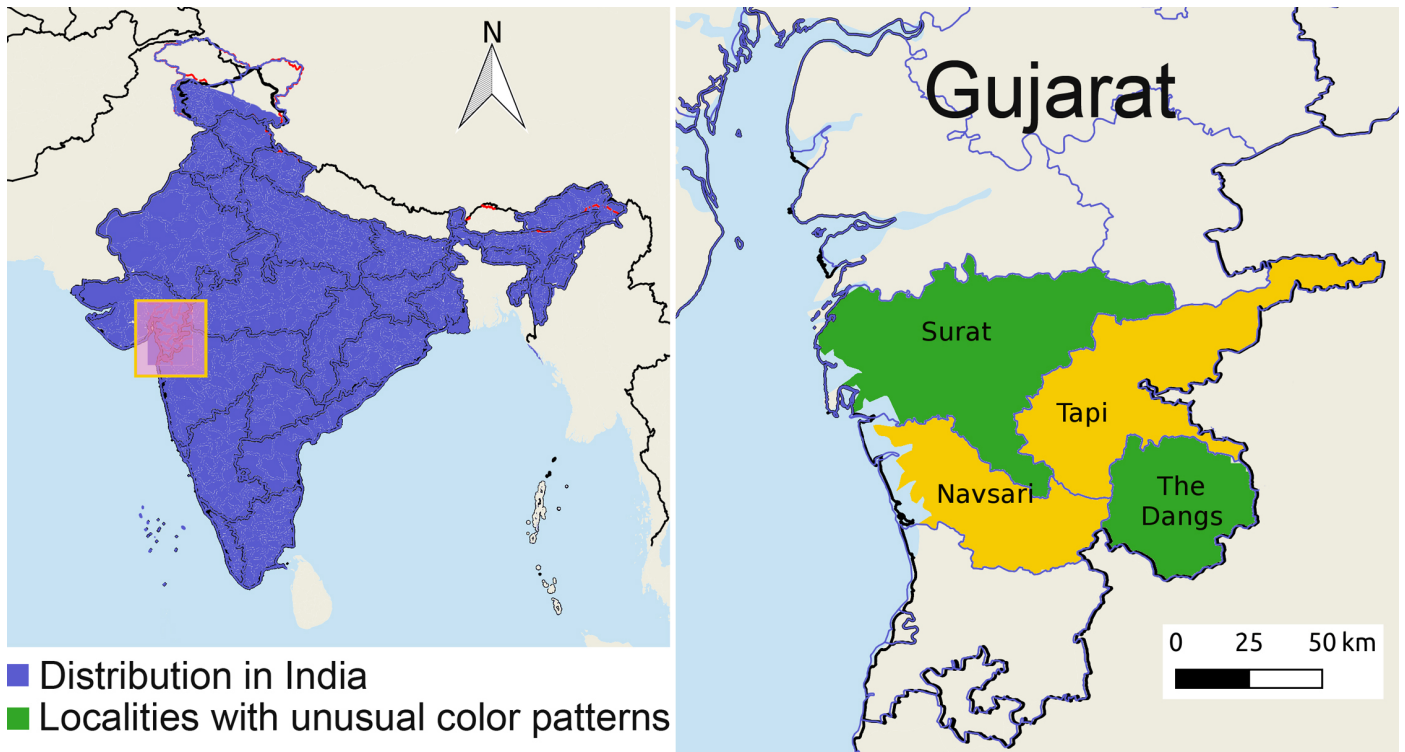 N
Gujarat
Surat
Tapi
Navsari
The
Dangs
0 25 50 km
Distribution in India
Localities with unusual color patterns